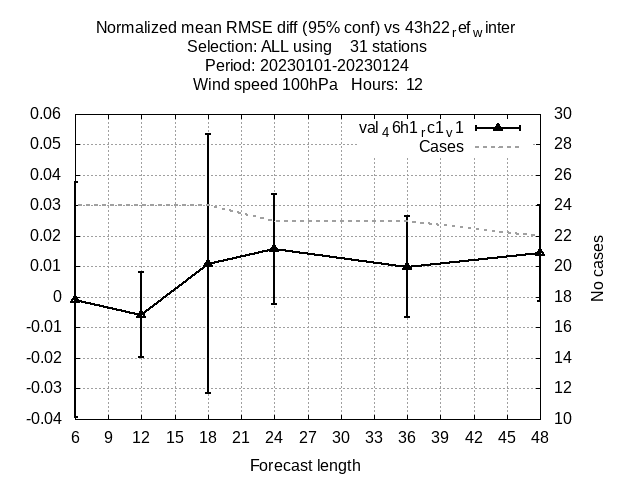 Normalized mean RMSE diff (95% conf) vs 43h22ref winter
Selection: ALL using    31 stations
Period: 20230101-20230124
Wind speed 100hPa   Hours:  12
val46h1rc1v1
Cases
0.06
0.05
0.04
0.03
0.02
0.01
0
-0.01
-0.02
-0.03
-0.04
30
28
26
24
22
20
18
16
14
12
10
No cases
6 9 12 15 18 21 24 27 30 33 36 39 42 45 48
Forecast length